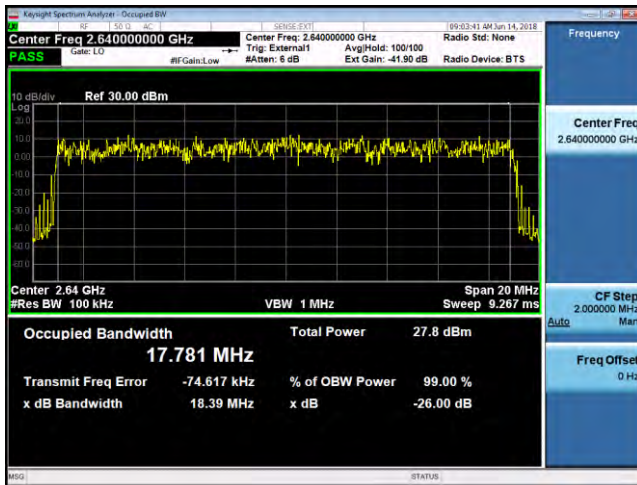 Keysight Spectrum Analyzer - Occupied BW
RF 50 Ω AC SENSE:EXT 09:03:41 AM Jun 14, 2018
Center Freq 2.640000000 GHz Center Freq: 2.640000000 GHz Radio Std: None
PASS Gate: LO Trig: External1 Avg|Hold: 100/100
#IFGain:Low #Atten: 6 dB Ext Gain: -41.90 dB Radio Device: BTS
10 dB/div Ref 30.00 dBm
Log
20.0
10.0
0.00
-10.0
-20.0
-30.0
-40.0
-50.0
-60.0
Center 2.64 GHz Span 20 MHz
#Res BW 100 kHz VBW 1 MHz Sweep 9.267 ms
Occupied Bandwidth Total Power 27.8 dBm
17.781 MHz
Transmit Freq Error -74.617 kHz % of OBW Power 99.00 %
x dB Bandwidth 18.39 MHz x dB -26.00 dB
Frequency
Center Freq
2.640000000 GHz
CF Step
2.000000 MHz
Auto Man
Freq Offset
0 Hz
MSG STATUS